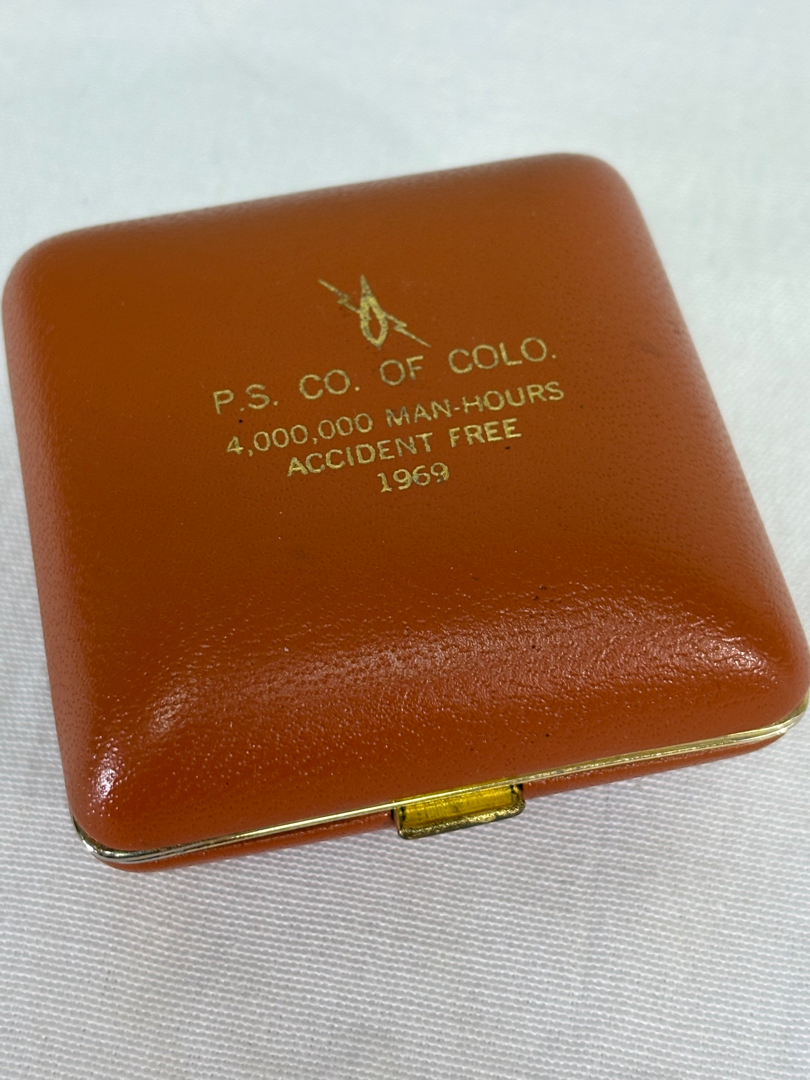 P.S. CO. OF COLO.
4,000,000 MAN-HOURS
ACCIDENT FREE
1969